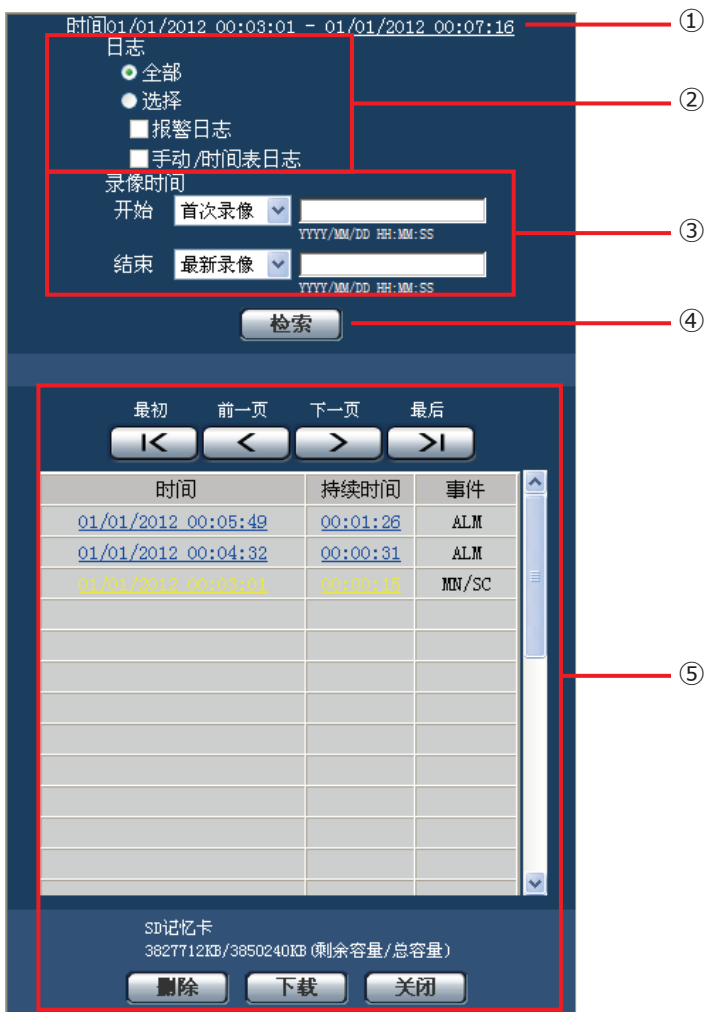 时间01/01/2012 00:03:01 - 01/01/2012 00:07:16 ①
日志
全部
选择 ②
报警日志
手动/时间表日志
录像时间
开始 首次录像
YYYY/MM/DD HH:MM:SS ③
结束 最新录像
YYYY/MM/DD HH:MM:SS
检索 ④
最初 前一页 下一页 最后
时间 持续时间 事件
01/01/2012 00:05:49 00:01:26 ALM
01/01/2012 00:04:32 00:00:31 ALM
01/01/2012 00:03:01 00:00:15 MN/SC
⑤
SD记忆卡
3827712KB/3850240KB(剩余容量/总容量)
删除 下载 关闭